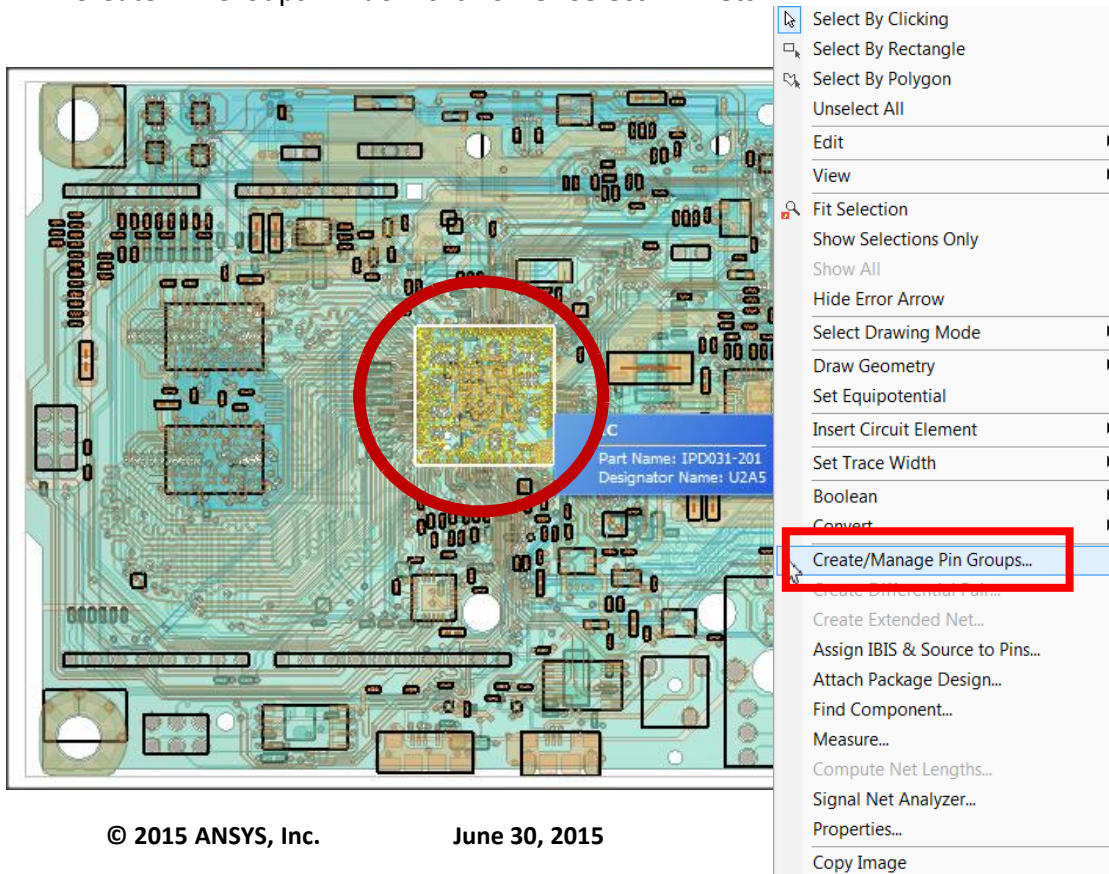 Select By Clicking
Select By Rectangle
Select By Polygon
Unselect All
Edit
View
Fit Selection
Show Selections Only
Show All
Hide Error Arrow
Select Drawing Mode
Draw Geometry
Set Equipotential
Insert Circuit Element
Set Trace Width
Boolean
Convert
Create/Manage Pin Groups...
Create Differential Pair...
Create Extended Net...
Assign IBIS & Source to Pins...
Attach Package Design...
Find Component...
Measure...
Compute Net Lengths...
Signal Net Analyzer...
Properties...
Copy Image
Part Name: IPD031-201
Designator Name: U2A5
© 2015 ANSYS, Inc. June 30, 2015